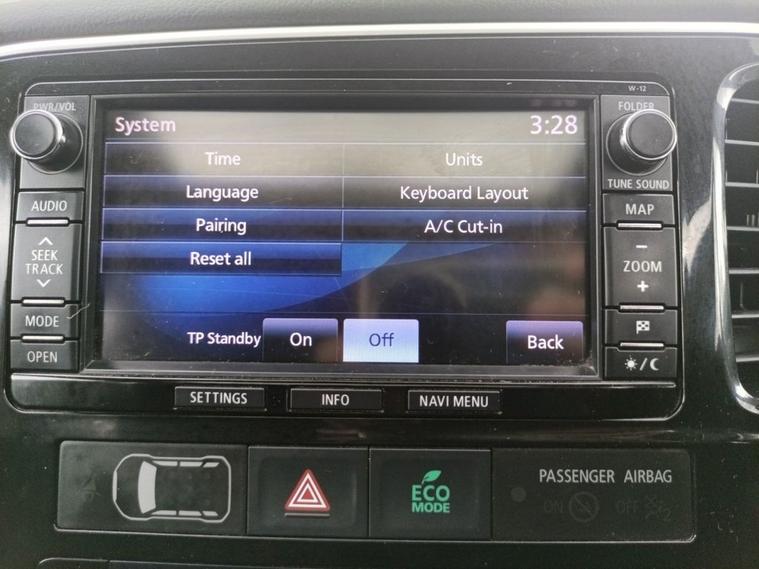 W-12
PWR/VOL
FOLDER
System 3:28
Time Units
Language Keyboard Layout
Pairing A/C Cut-in
Reset all
TP Standby On Off Back
TUNE SOUND
AUDIO
MAP
SEEK
TRACK
ZOOM
MODE
OPEN
SETTINGS INFO NAVI MENU
ECO
MODE
PASSENGER AIRBAG
ON OFF